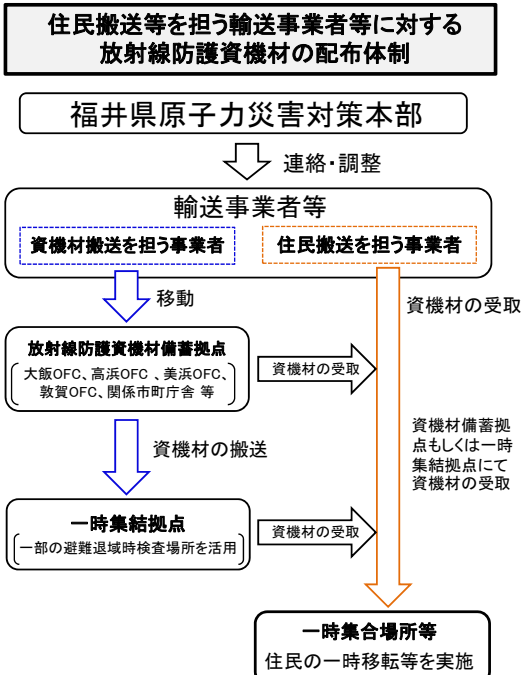 住民搬送等を担う輸送事業者等に対する
放射線防護資機材の配布体制
福井県原子力災害対策本部
連絡・調整
輸送事業者等
資機材搬送を担う事業者
住民搬送を担う事業者
移動
資機材の受取
放射線防護資機材備蓄拠点
大飯OFC、高浜OFC 、美浜OFC、
敦賀OFC、関係市町庁舎 等
資機材の受取
資機材備蓄拠
点もしくは一時
集結拠点にて
資機材の受取
資機材の搬送
一時集結拠点
一部の避難退域時検査場所を活用
資機材の受取
一時集合場所等
住民の一時移転等を実施